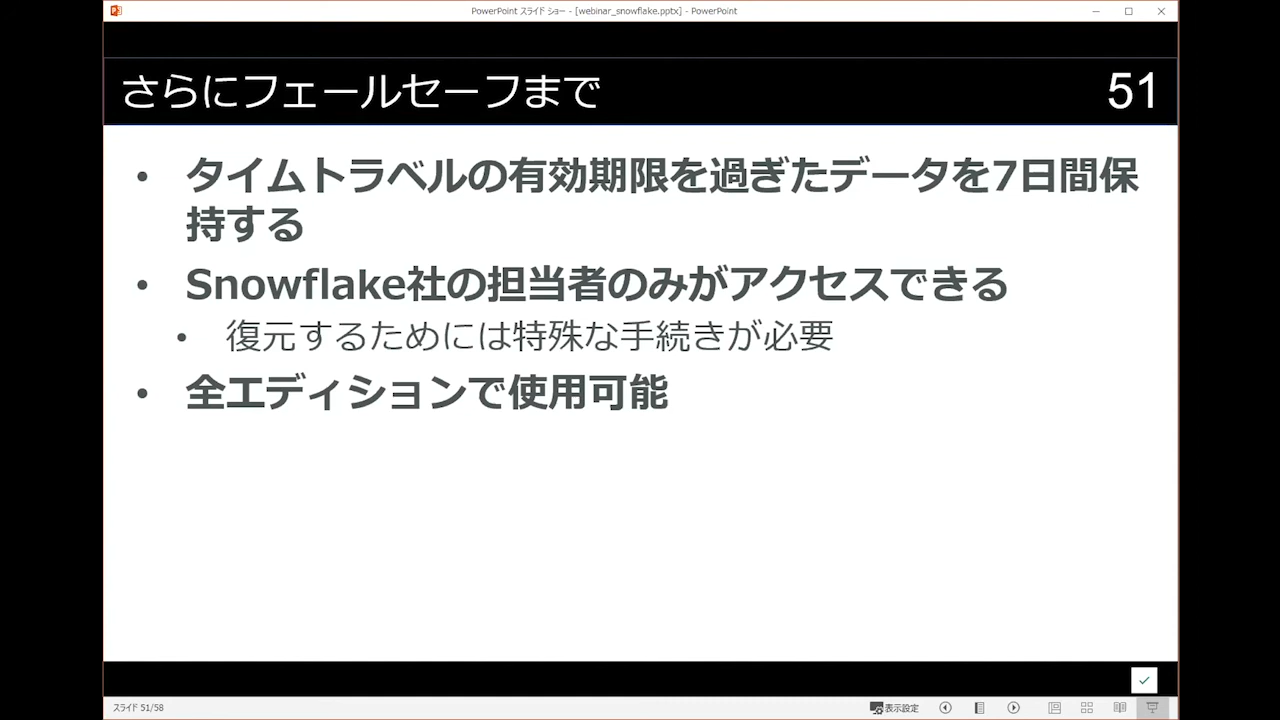 PowerPoint スライド ショー - [webinar_snowflake.pptx] - PowerPoint
さらにフェールセーフまで 51
• タイムトラベルの有効期限を過ぎたデータを7日間保
持する
• Snowflake社の担当者のみがアクセスできる
• 復元するためには特殊な手続きが必要
• 全エディションで使用可能
スライド 51/58 表示設定